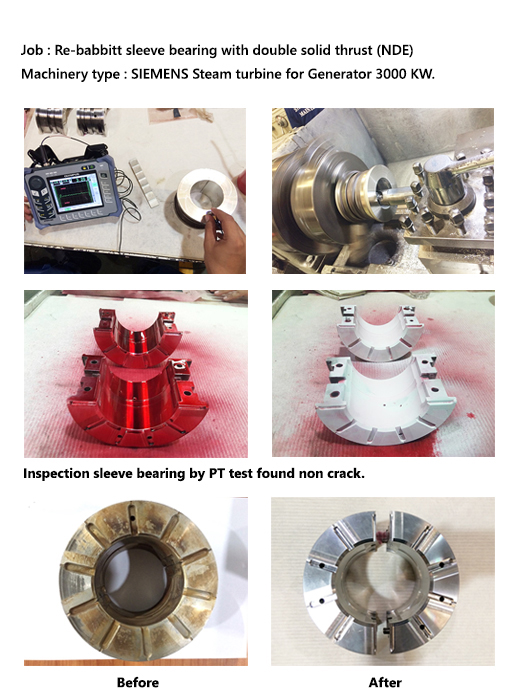 Job : Re-babbitt sleeve bearing with double solid thrust (NDE)
Machinery type : SIEMENS Steam turbine for Generator 3000 KW.
Inspection sleeve bearing by PT test found non crack.
Before
After